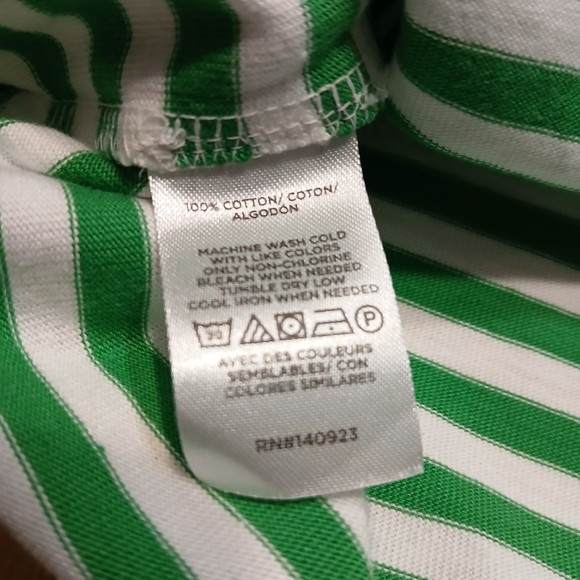 100% COTTON/ COTON/
ALGODÓN
MACHINE WASH COLD
WITH LIKE COLORS
ONLY NON-CHLORINE
BLEACH WHEN NEEDED
TUMBLE DRY LOW
COOL IRON WHEN NEEDED
30 P
AVEC DES COULEURS
SEMBLABLES/ CON
COLORES SIMILARES
RN#140923